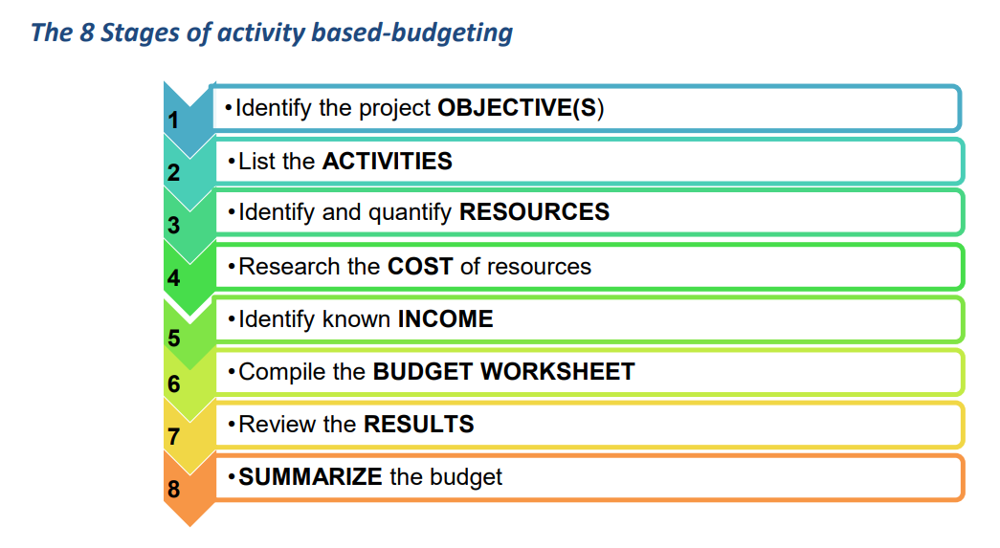 The 8 Stages of activity based-budgeting
1 •Identify the project OBJECTIVE(S)
2 •List the ACTIVITIES
3 •Identify and quantify RESOURCES
4 •Research the COST of resources
5 •Identify known INCOME
6 •Compile the BUDGET WORKSHEET
7 •Review the RESULTS
8 •SUMMARIZE the budget